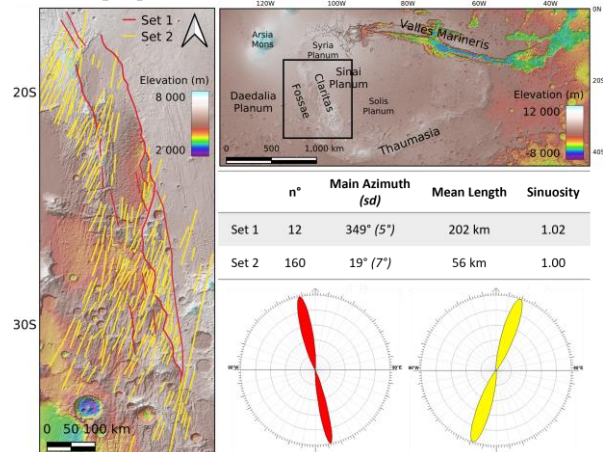 Set 1
Set 2
Elevation (m)
8 000
2'000
20S
30S
0 50 100 km
120W 100W 80W 60W 40W
0N
20S
40S
Arsia
Mons
Syria
Planum
Valles Marineris
Sinai
Planum
Claritas
Fossae
Daedalia
Planum
Solis
Planum
Thaumasia
Elevation (m)
12 000
-8 000
0 500 1,000 km
n° Main Azimuth (sd) Mean Length Sinuosity
Set 1 12 349° (5°) 202 km 1.02
Set 2 160 19° (7°) 56 km 1.00